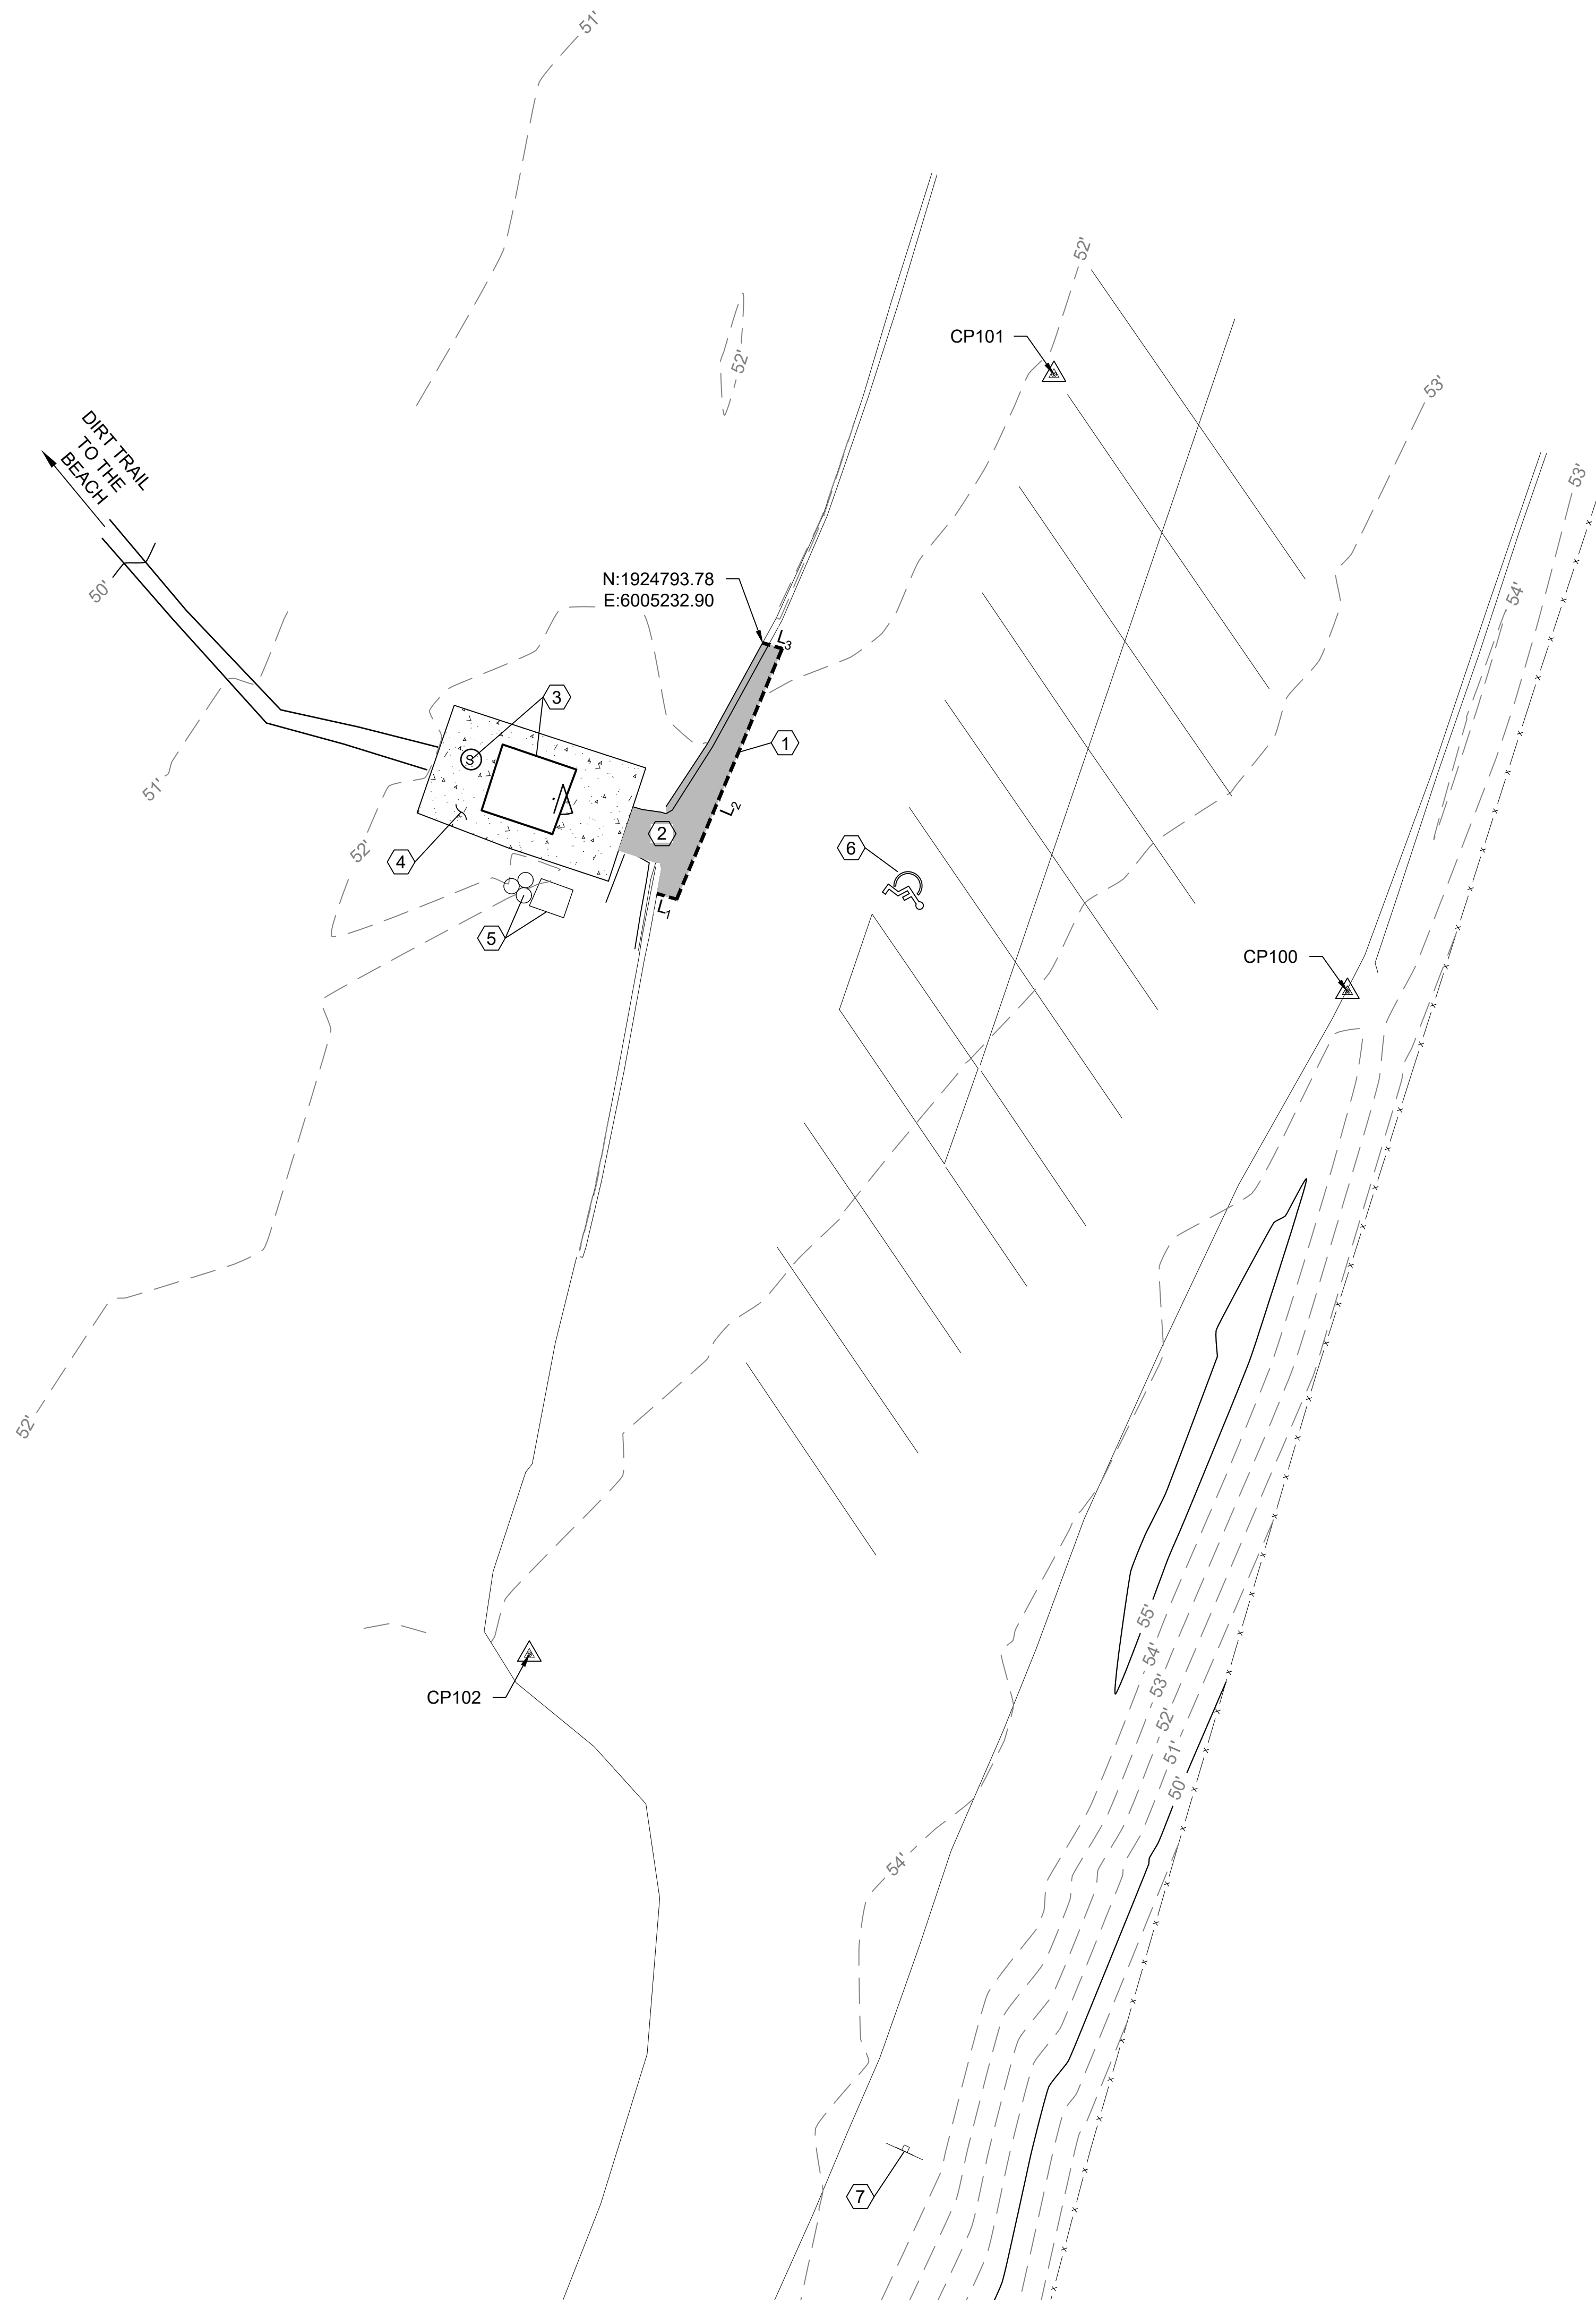 51'
52'
CP101
52'
53'
DIRT TRAIL
TO THE
BEACH
53'
N:1924793.78
E:6005232.90
50'
54'
L3
3
1
S
51'
L2
2
52'
4
6
L1
5
CP100
52'
55'
54'
CP102
53'
52'
51'
50'
54'
7